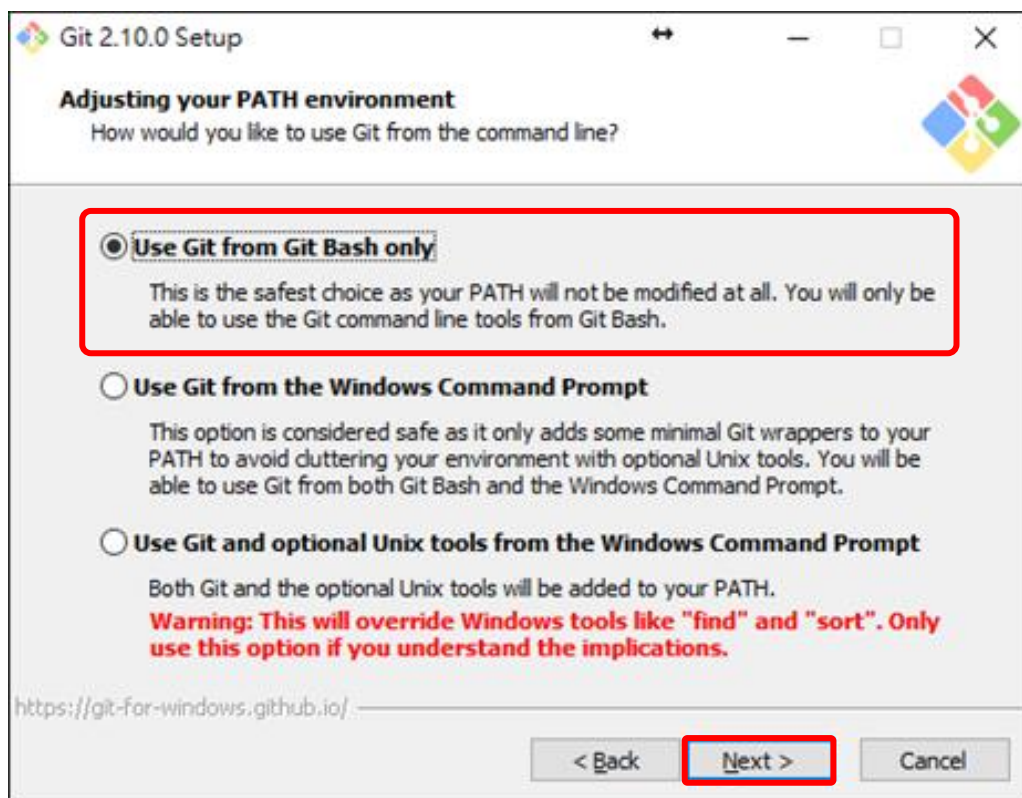 Git 2.10.0 Setup
Adjusting your PATH environment
How would you like to use Git from the command line?
Use Git from Git Bash only
This is the safest choice as your PATH will not be modified at all. You will only be
able to use the Git command line tools from Git Bash.
Use Git from the Windows Command Prompt
This option is considered safe as it only adds some minimal Git wrappers to your
PATH to avoid cluttering your environment with optional Unix tools. You will be
able to use Git from both Git Bash and the Windows Command Prompt.
Use Git and optional Unix tools from the Windows Command Prompt
Both Git and the optional Unix tools will be added to your PATH.
Warning: This will override Windows tools like "find" and "sort". Only
use this option if you understand the implications.
https://git-for-windows.github.io/
< Back
Next >
Cancel